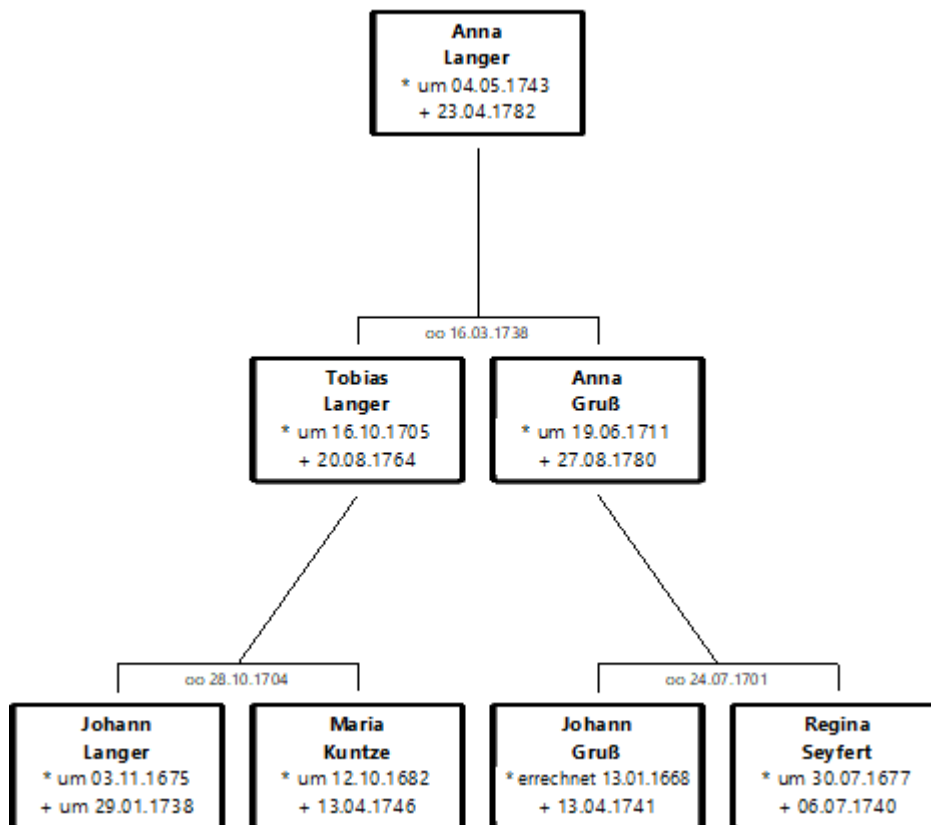 Anna
Langer
* um 04.05.1743
+ 23.04.1782
oo 16.03.1738
Tobias
Langer
* um 16.10.1705
+ 20.08.1764
Anna
Gruß
* um 19.06.1711
+ 27.08.1780
oo 28.10.1704
oo 24.07.1701
Johann
Langer
* um 03.11.1675
+ um 29.01.1738
Maria
Kuntze
* um 12.10.1682
+ 13.04.1746
Johann
Gruß
* errechnet 13.01.1668
+ 13.04.1741
Regina
Seyfert
* um 30.07.1677
+ 06.07.1740